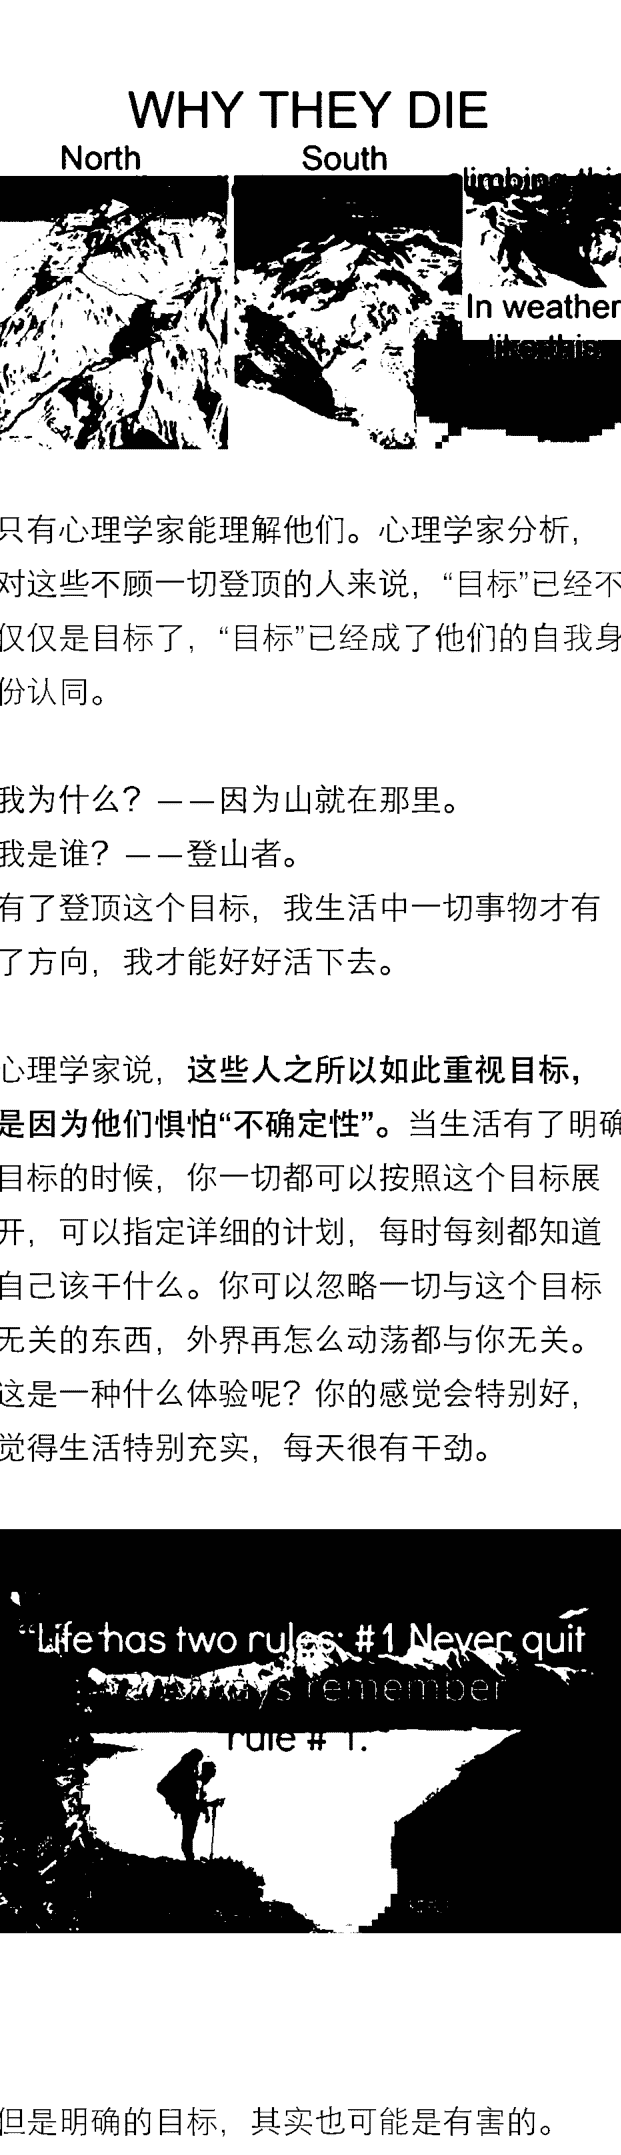 WHY THEY DIE
North
South
climbing this
In weather
like this
只有心理学家能理解他们。心理学家分析，
对这些不顾一切登顶的人来说，“目标”已经不
仅仅是目标了，“目标”已经成了他们的自我身
份认同。
我为什么？——因为山就在那里。
我是谁？——登山者。
有了登顶这个目标，我生活中一切事物才有
了方向，我才能好好活下去。
心理学家说，这些人之所以如此重视目标，
是因为他们惧怕“不确定性”。当生活有了明确
目标的时候，你一切都可以按照这个目标展
开，可以指定详细的计划，每时每刻都知道
自己该干什么。你可以忽略一切与这个目标
无关的东西，外界再怎么动荡都与你无关。
这是一种什么体验呢？你的感觉会特别好，
觉得生活特别充实，每天很有干劲。
“Life has two rules: #1 Never quit
remember
rule # 1.
但是明确的目标，其实也可能是有害的。